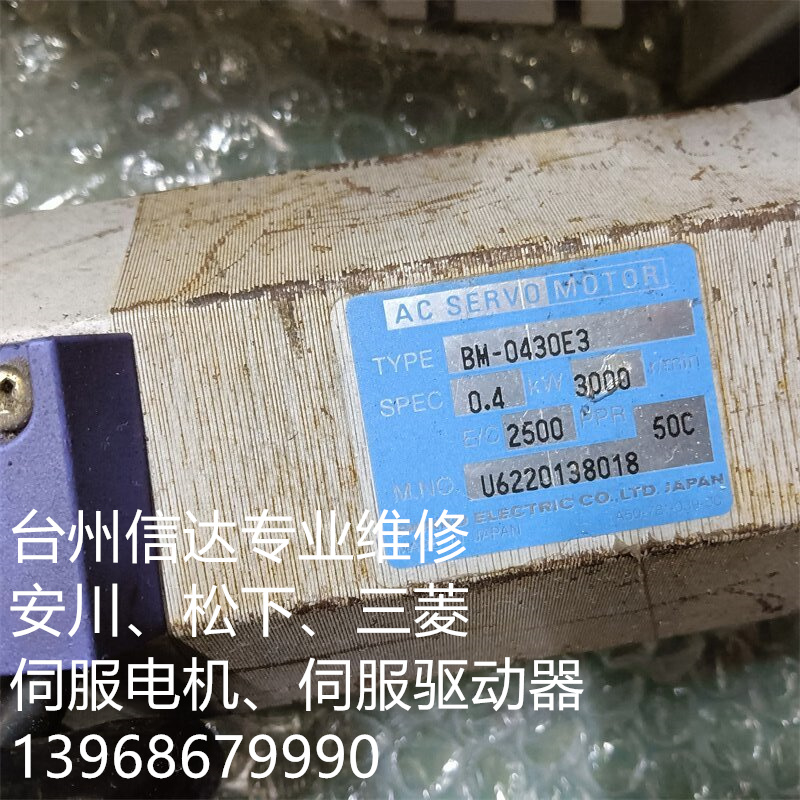 AC SERVO MOTOR
TYPE BM-0430E3
SPEC 0.4 kW 3000 r/min
E/C 2500 PPR 50C
M.NO. U6220138018
ELECTRIC CO.,LTD. JAPAN
JAPAN
台州信达专业维修
安川、松下、三菱
伺服电机、伺服驱动器
13968679990